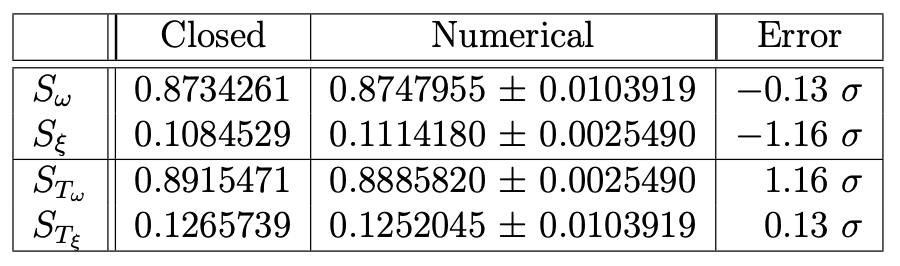 Closed Numerical Error
S_ω 0.8734261 0.8747955 ± 0.0103919 −0.13 σ
S_ξ 0.1084529 0.1114180 ± 0.0025490 −1.16 σ
S_{T_ω} 0.8915471 0.8885820 ± 0.0025490 1.16 σ
S_{T_ξ} 0.1265739 0.1252045 ± 0.0103919 0.13 σ